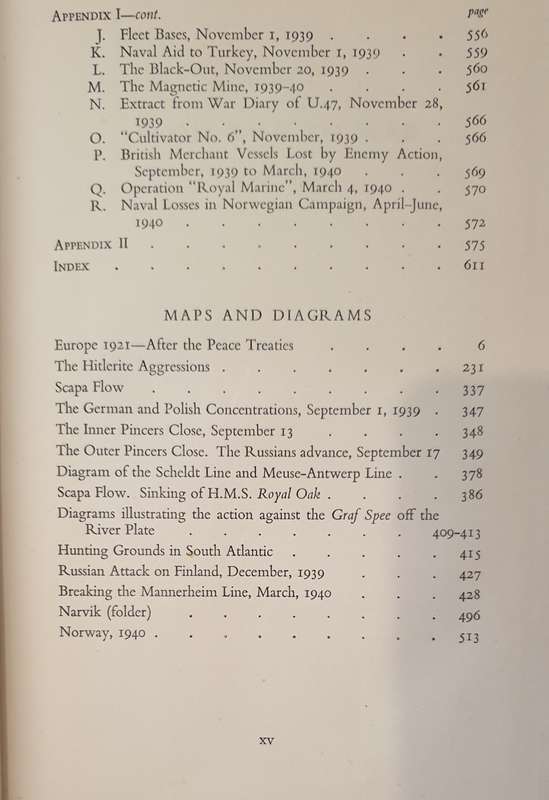 APPENDIX I—cont. page
J. Fleet Bases, November 1, 1939 . . . . 556
K. Naval Aid to Turkey, November 1, 1939 . . 559
L. The Black-Out, November 20, 1939 . . . 560
M. The Magnetic Mine, 1939–40 . . . . 561
N. Extract from War Diary of U.47, November 28,
1939 . . . . . . . . 566
O. "Cultivator No. 6", November, 1939 . . . 566
P. British Merchant Vessels Lost by Enemy Action,
September, 1939 to March, 1940 . . . 569
Q. Operation "Royal Marine", March 4, 1940 . . 570
R. Naval Losses in Norwegian Campaign, April–June,
1940 . . . . . . . . 572
APPENDIX II . . . . . . . . . 575
INDEX . . . . . . . . . . 611
MAPS AND DIAGRAMS
Europe 1921—After the Peace Treaties . . . . 6
The Hitlerite Aggressions . . . . . . . 231
Scapa Flow . . . . . . . . . 337
The German and Polish Concentrations, September 1, 1939 . 347
The Inner Pincers Close, September 13 . . . . 348
The Outer Pincers Close. The Russians advance, September 17 349
Diagram of the Scheldt Line and Meuse-Antwerp Line . . 378
Scapa Flow. Sinking of H.M.S. Royal Oak . . . . 386
Diagrams illustrating the action against the Graf Spee off the
River Plate . . . . . . . 409–413
Hunting Grounds in South Atlantic . . . . . 415
Russian Attack on Finland, December, 1939 . . . 427
Breaking the Mannerheim Line, March, 1940 . . . 428
Narvik (folder) . . . . . . . . 496
Norway, 1940 . . . . . . . . . 513
xv